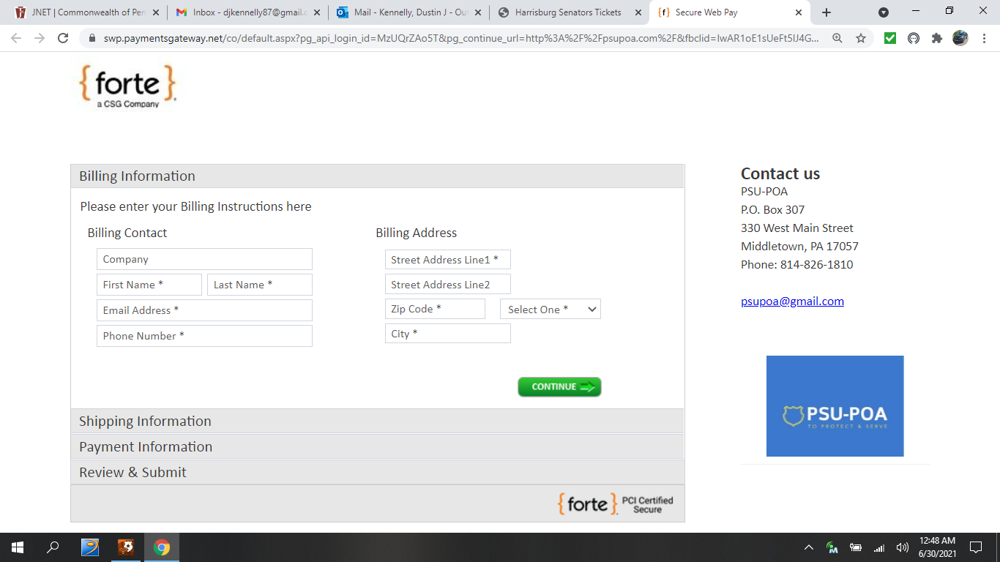 JNET | Commonwealth of Pen
Inbox - djkennelly87@gmail.c
Mail - Kennelly, Dustin J - Ou
Harrisburg Senators Tickets
{f} Secure Web Pay
swp.paymentsgateway.net/co/default.aspx?pg_api_login_id=MzUQrZAo5T&pg_continue_url=http%3A%2F%2Fpsupoa.com%2F&fbclid=IwAR1oE1sUeFt5IJ4G...
{forte}
a CSG Company
Billing Information
Please enter your Billing Instructions here
Billing Contact
Company
First Name *
Last Name *
Email Address *
Phone Number *
Billing Address
Street Address Line1 *
Street Address Line2
Zip Code *
Select One *
City *
CONTINUE
Shipping Information
Payment Information
Review & Submit
{forte}
PCI Certified
Secure
Contact us
PSU-POA
P.O. Box 307
330 West Main Street
Middletown, PA 17057
Phone: 814-826-1810
psupoa@gmail.com
PSU-POA
TO PROTECT & SERVE
12:48 AM
6/30/2021